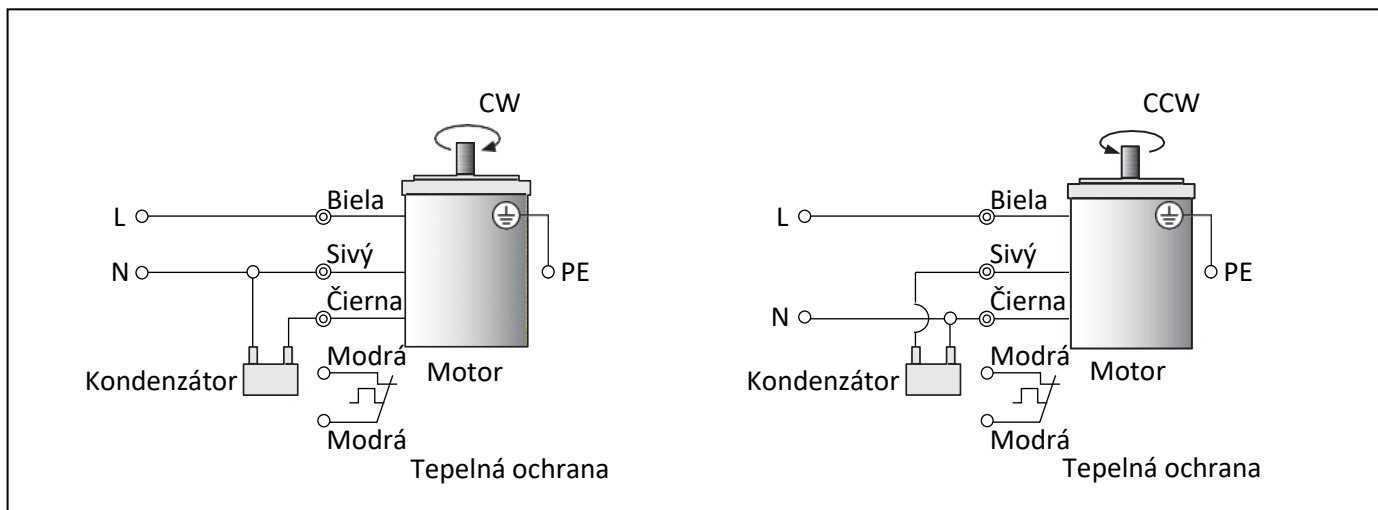 CW
Biela
L
Sivý
N
PE
Čierna
Modrá
Motor
Kondenzátor
Modrá
Tepelná ochrana
CCW
Biela
L
Sivý
PE
Čierna
N
Modrá
Motor
Kondenzátor
Modrá
Tepelná ochrana